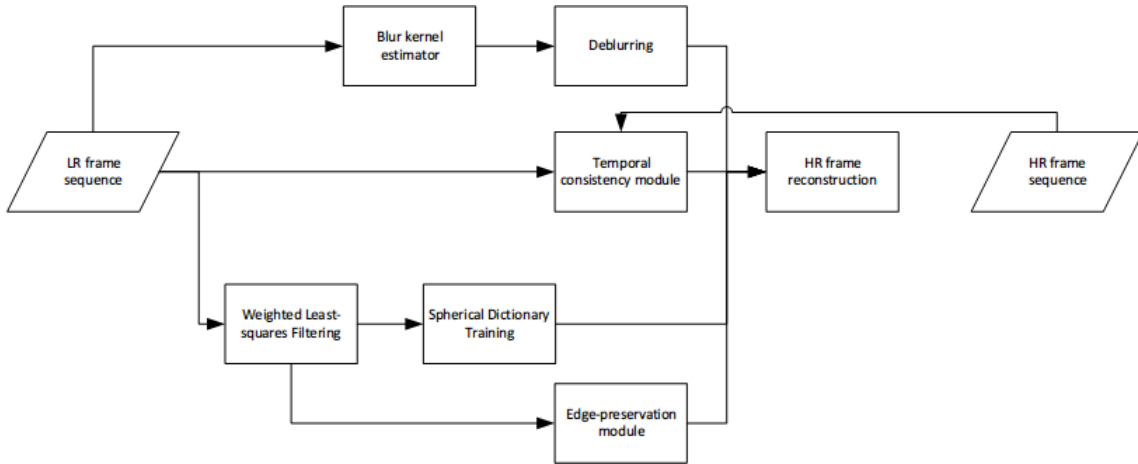 Blur kernel
estimator
Deblurring
LR frame
sequence
Temporal
consistency module
HR frame
reconstruction
HR frame
sequence
Weighted Least-
squares Filtering
Spherical Dictionary
Training
Edge-preservation
module